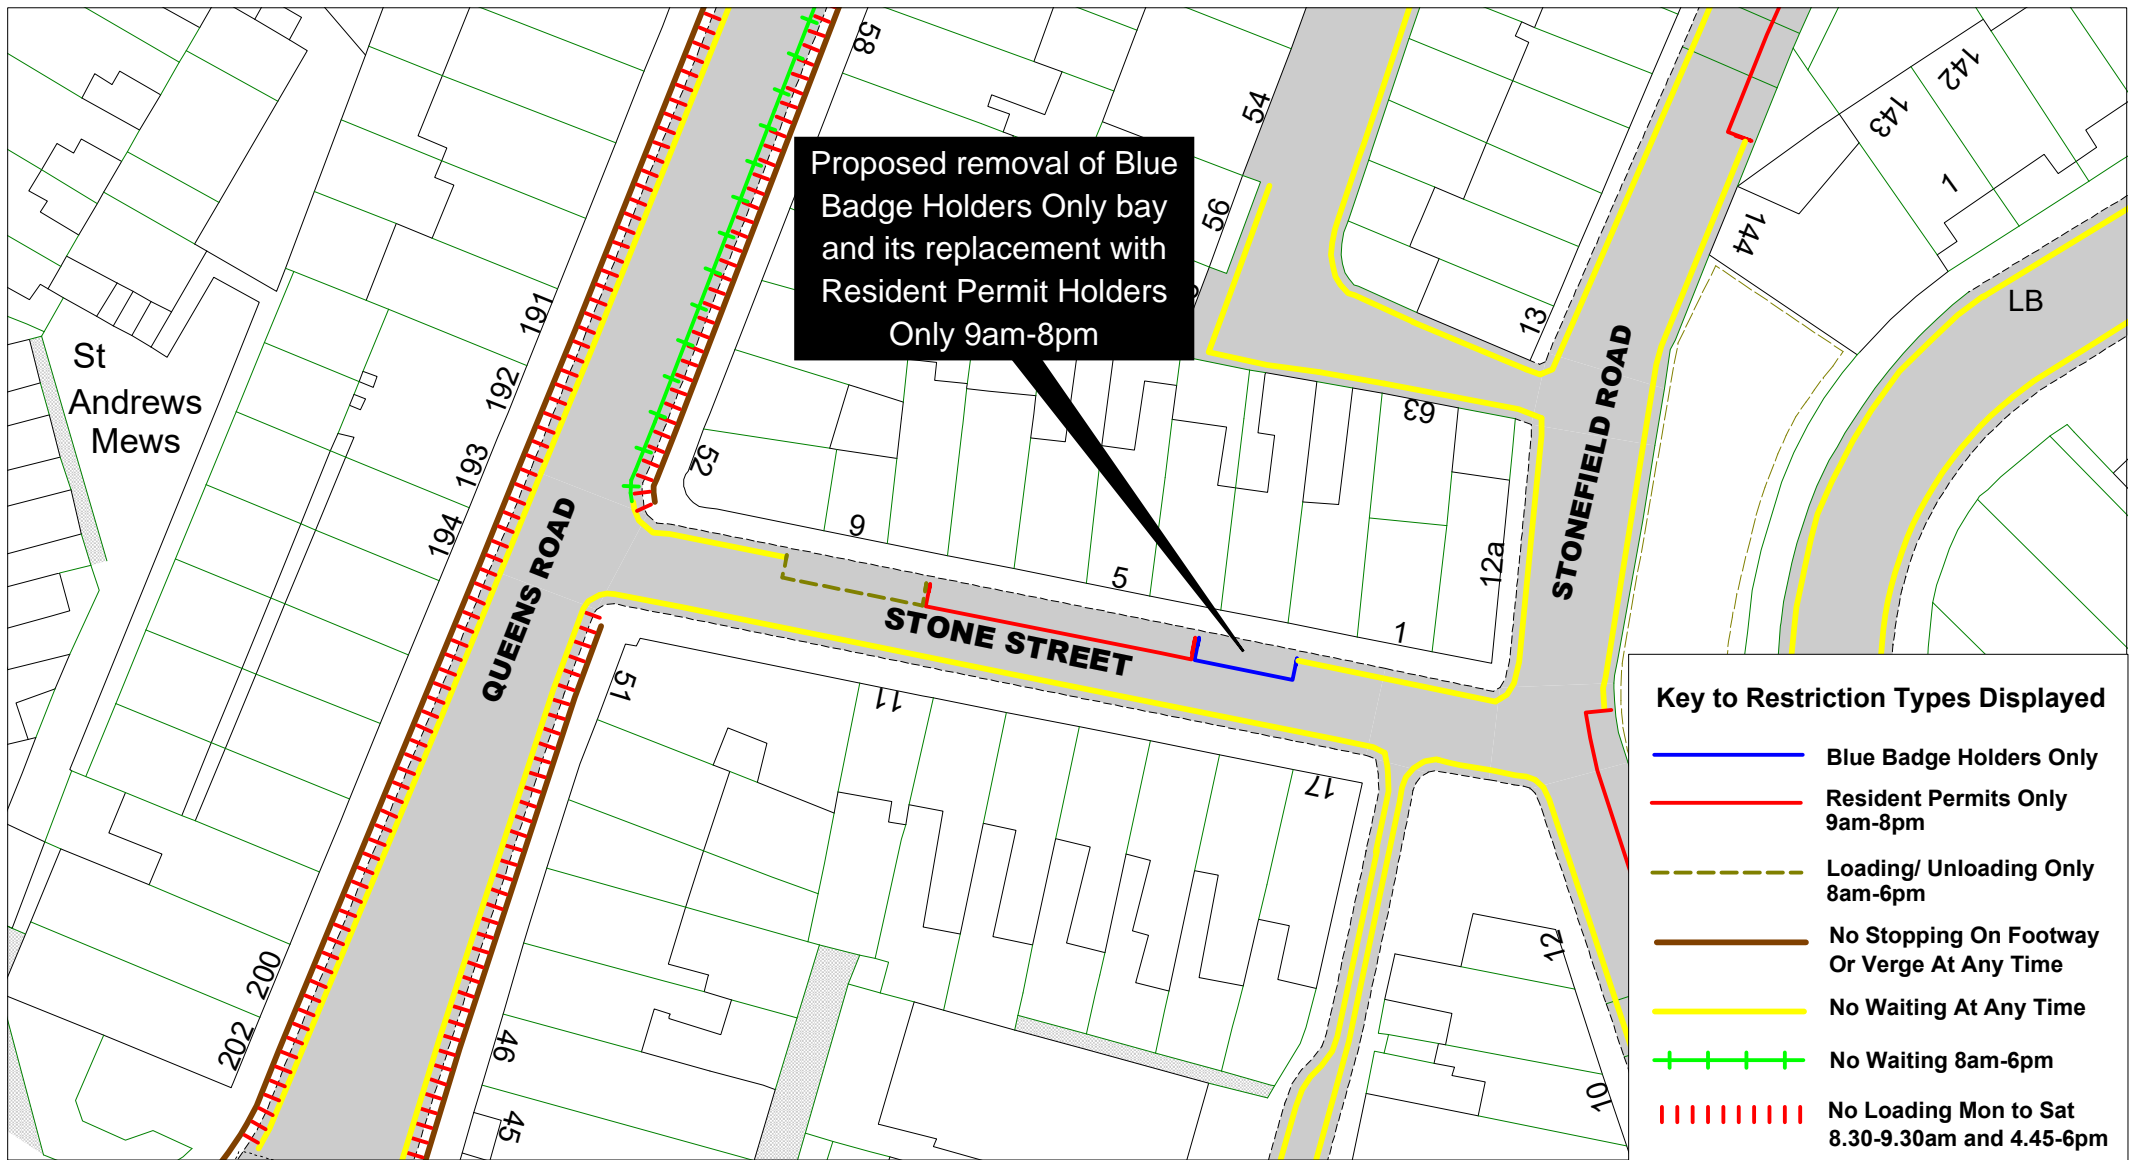 58
54
142
143
1
Proposed removal of Blue
Badge Holders Only bay
and its replacement with
Resident Permit Holders
Only 9am-8pm
56
144
191
13
LB
St
Andrews
Mews
192
63
STONEFIELD ROAD
193
52
194
9
12a
QUEENS ROAD
5
STONE STREET
1
51
11
17
Key to Restriction Types Displayed
Blue Badge Holders Only
Resident Permits Only
9am-8pm
Loading/ Unloading Only
8am-6pm
No Stopping On Footway
Or Verge At Any Time
No Waiting At Any Time
No Waiting 8am-6pm
No Loading Mon to Sat
8.30-9.30am and 4.45-6pm
200
12
202
46
10
45